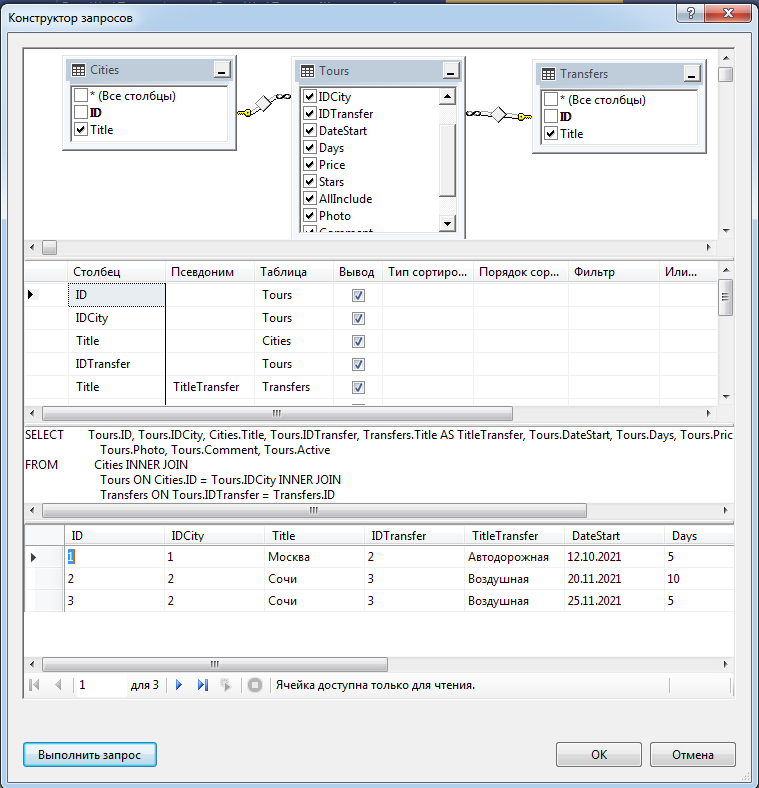 Конструктор запросов
Cities
* (Все столбцы)
ID
Title
Tours
IDCity
IDTransfer
DateStart
Days
Price
Stars
AllInclude
Photo
Transfers
* (Все столбцы)
ID
Title
Столбец Псевдоним Таблица Вывод Тип сортиро... Порядок сор... Фильтр Или...
ID Tours
IDCity Tours
Title Cities
IDTransfer Tours
Title TitleTransfer Transfers
SELECT Tours.ID, Tours.IDCity, Cities.Title, Tours.IDTransfer, Transfers.Title AS TitleTransfer, Tours.DateStart, Tours.Days, Tours.Pric
Tours.Photo, Tours.Comment, Tours.Active
FROM Cities INNER JOIN
Tours ON Cities.ID = Tours.IDCity INNER JOIN
Transfers ON Tours.IDTransfer = Transfers.ID
ID IDCity Title IDTransfer TitleTransfer DateStart Days
1 1 Москва 2 Автодорожная 12.10.2021 5
2 2 Сочи 3 Воздушная 20.11.2021 10
3 2 Сочи 3 Воздушная 25.11.2021 5
1 для 3 Ячейка доступна только для чтения.
Выполнить запрос OK Отмена